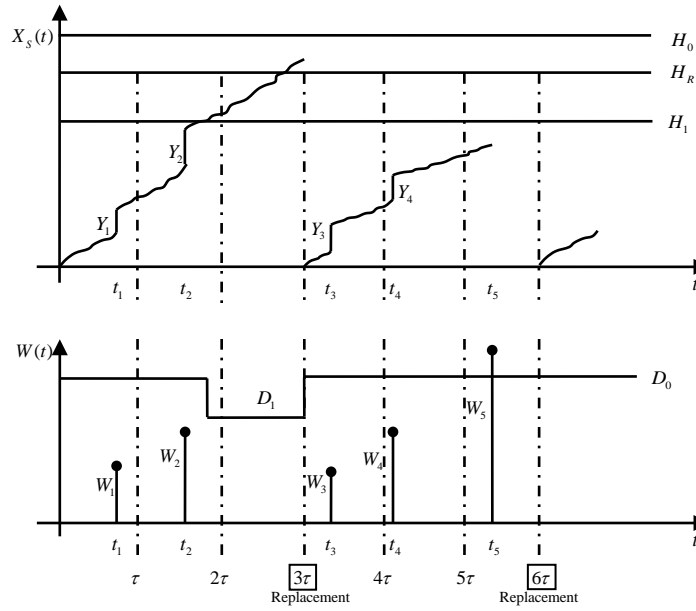 X_S(t)
H_0
H_R
H_1
Y_2
Y_1
Y_3
Y_4
t_1 t_2 t_3 t_4 t_5 t
W(t)
D_0
D_1
W_5
W_2
W_4
W_1
W_3
t_1 t_2 t_3 t_4 t_5 t
τ 2τ 3τ 4τ 5τ 6τ
Replacement Replacement